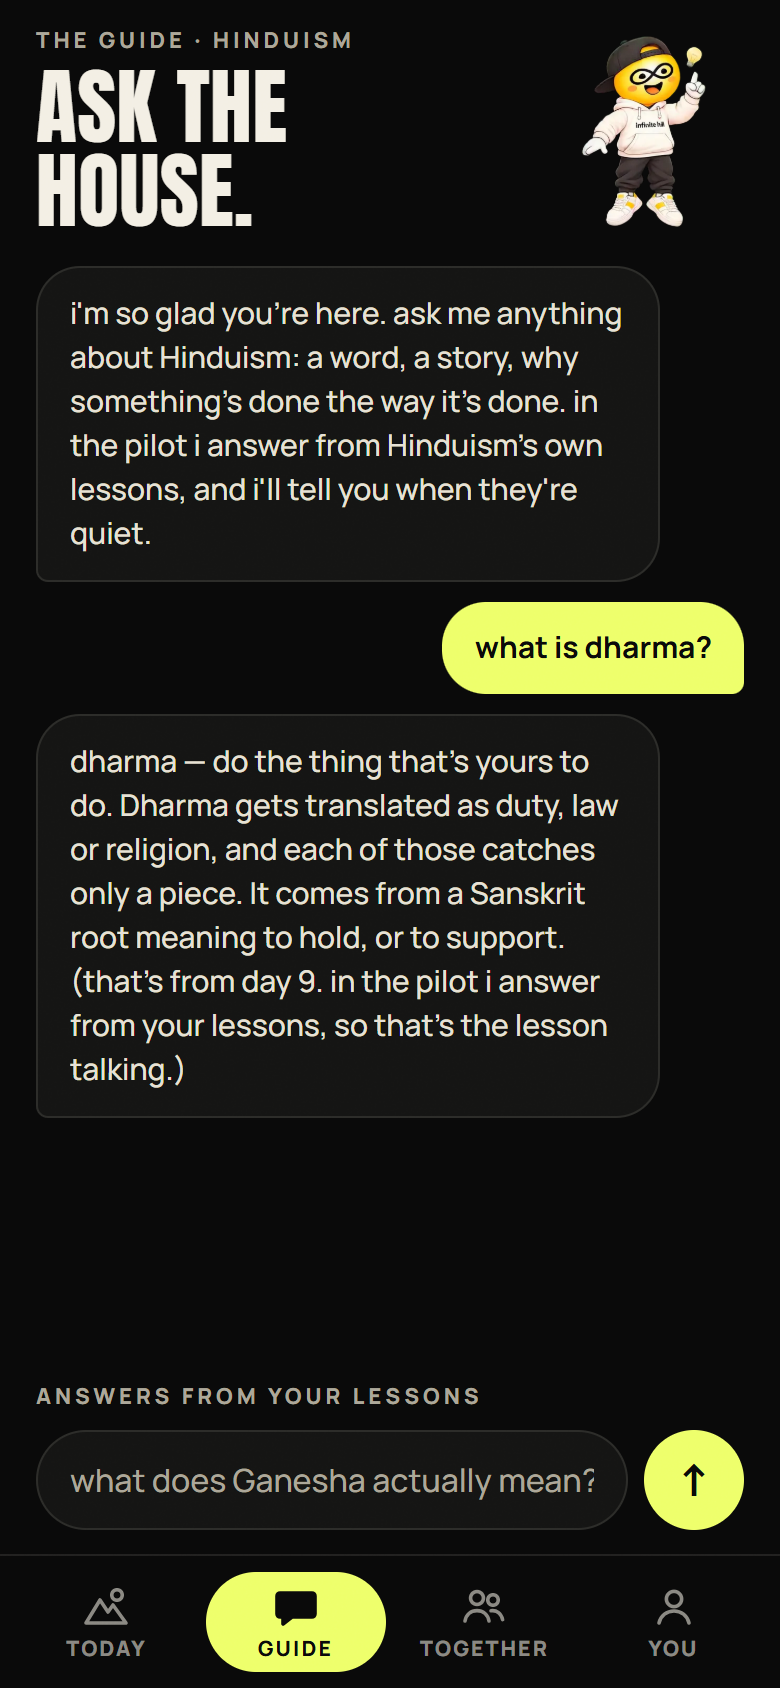 THE GUIDE · HINDUISM
ASK THE
HOUSE.
infinite hii
i'm so glad you're here. ask me anything
about Hinduism: a word, a story, why
something's done the way it's done. in
the pilot i answer from Hinduism's own
lessons, and i'll tell you when they're
quiet.
what is dharma?
dharma — do the thing that's yours to
do. Dharma gets translated as duty, law
or religion, and each of those catches
only a piece. It comes from a Sanskrit
root meaning to hold, or to support.
(that's from day 9. in the pilot i answer
from your lessons, so that's the lesson
talking.)
ANSWERS FROM YOUR LESSONS
what does Ganesha actually mean?
↑
TODAY
GUIDE
TOGETHER
YOU